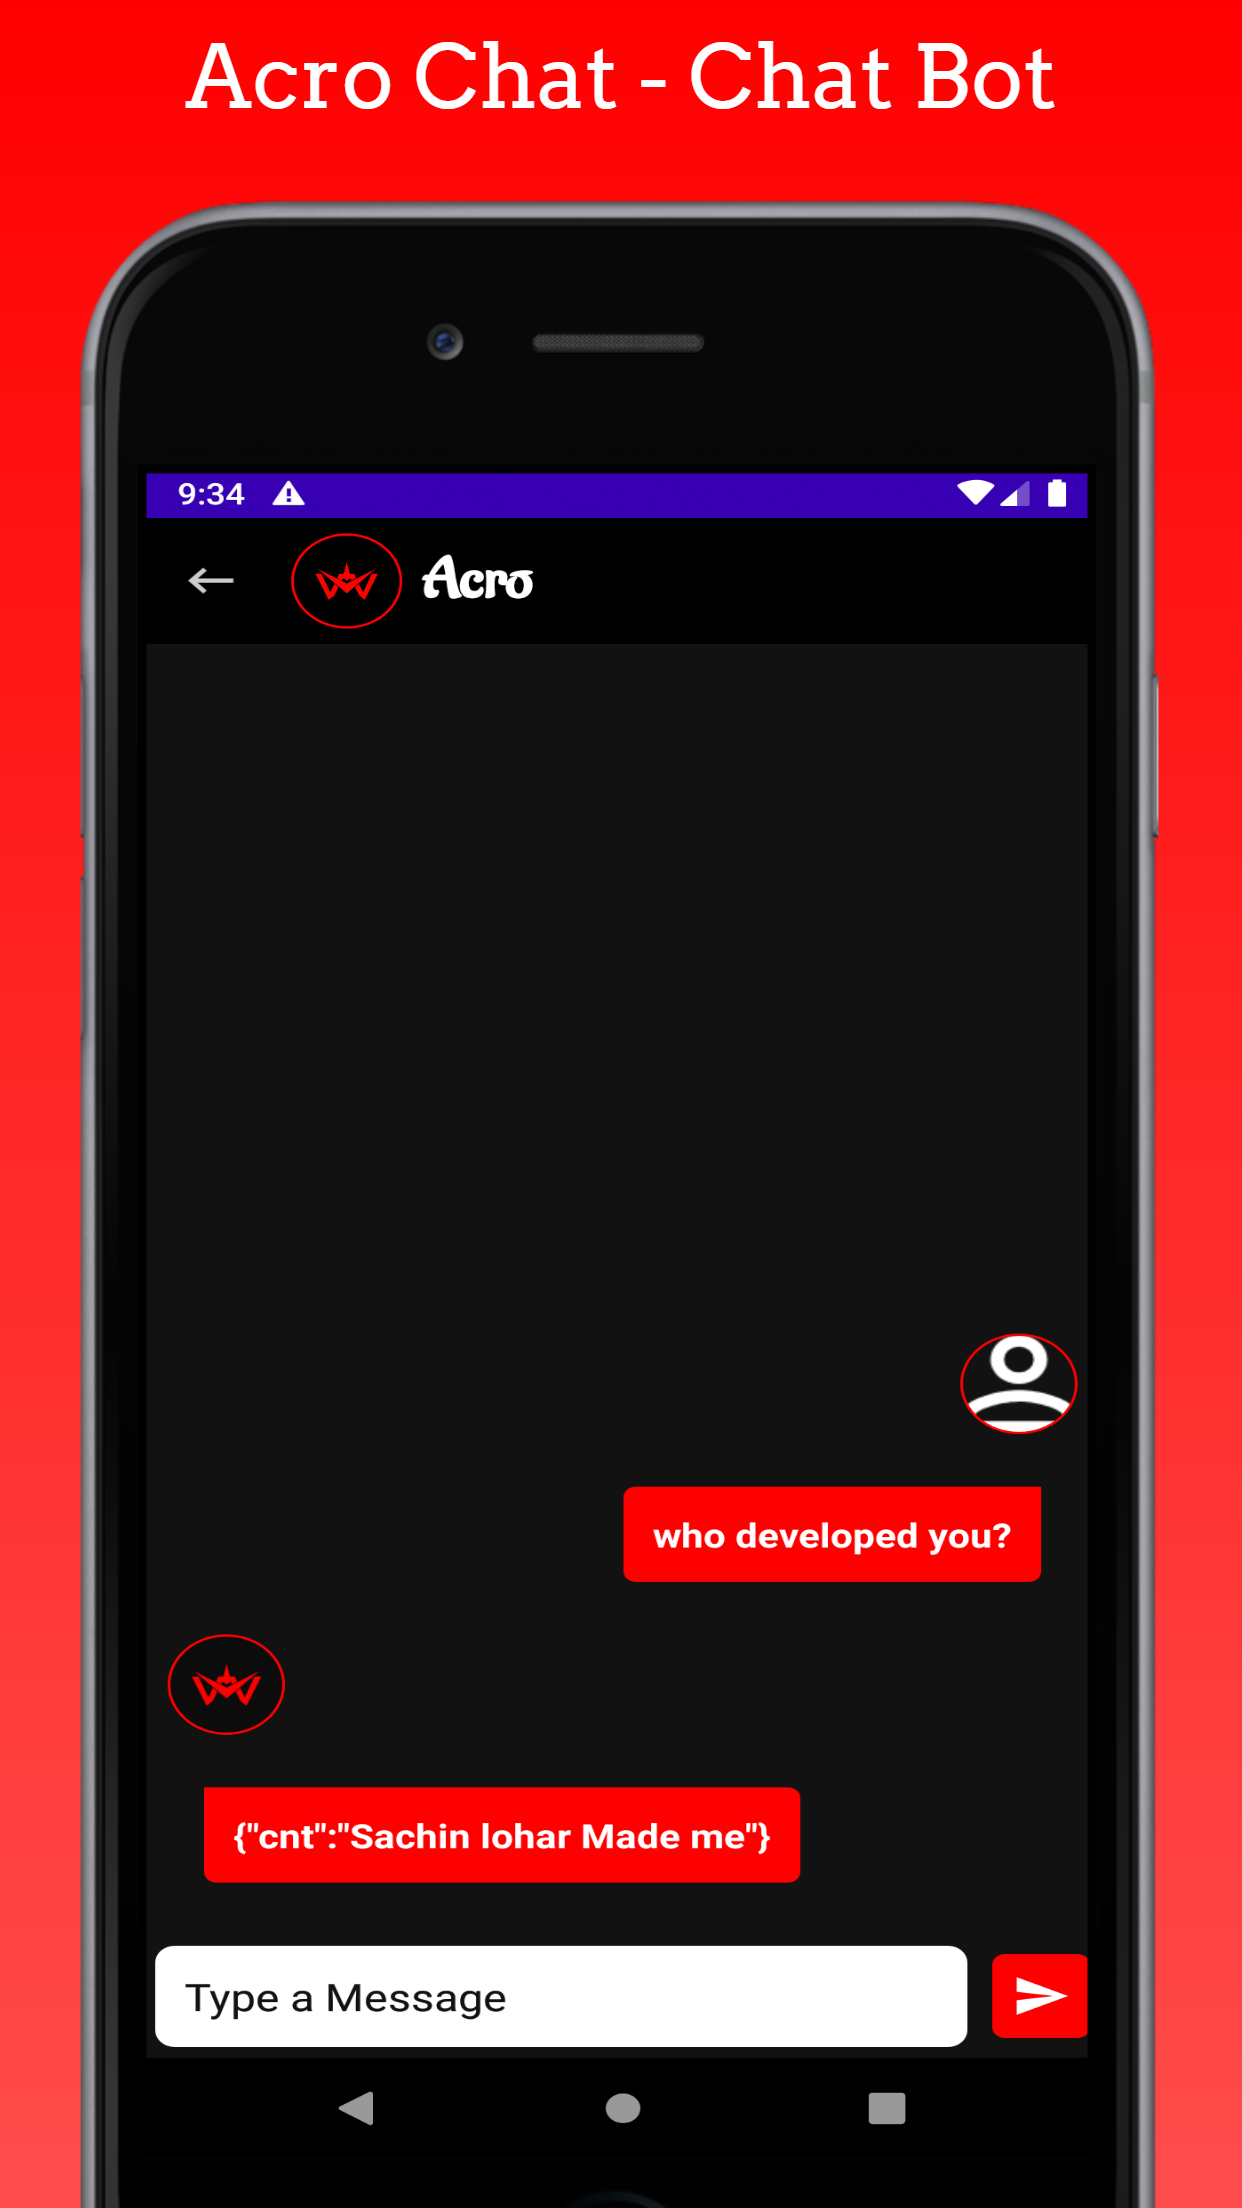 Acro Chat - Chat Bot
9:34
Acro
who developed you?
{"cnt":"Sachin lohar Made me"}
Type a Message